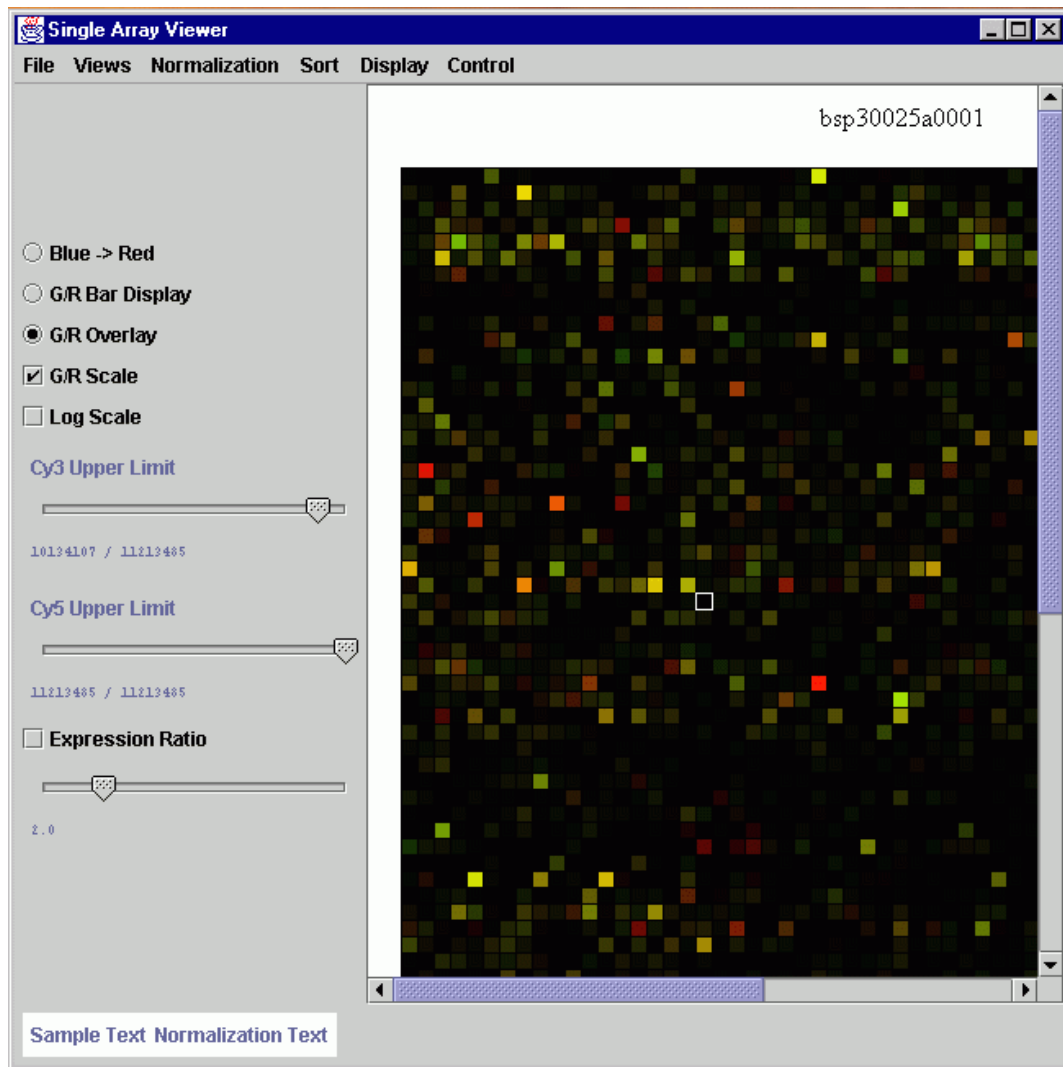 Single Array Viewer
File Views Normalization Sort Display Control
bsp30025a0001
Blue -> Red
G/R Bar Display
G/R Overlay
G/R Scale
Log Scale
Cy3 Upper Limit
10134107 / 11213485
Cy5 Upper Limit
11213485 / 11213485
Expression Ratio
2.0
Sample Text Normalization Text